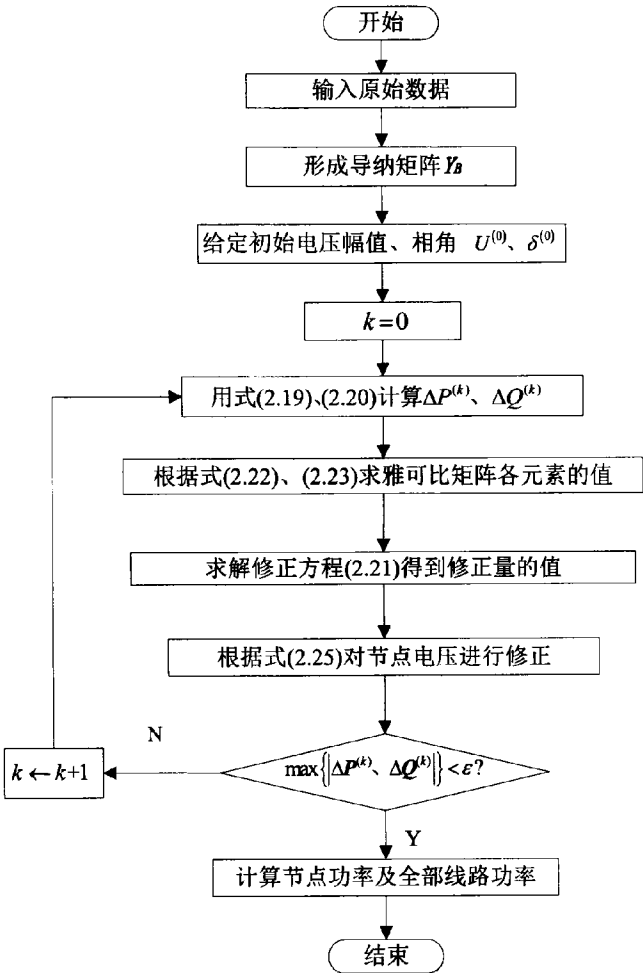 开始
输入原始数据
形成导纳矩阵Y_B
给定初始电压幅值、相角 U^(0)、δ^(0)
k=0
用式(2.19)、(2.20)计算ΔP^(k)、ΔQ^(k)
根据式(2.22)、(2.23)求雅可比矩阵各元素的值
求解修正方程(2.21)得到修正量的值
根据式(2.25)对节点电压进行修正
N
k←k+1
max{|ΔP^(k)、ΔQ^(k)|}<ε?
Y
计算节点功率及全部线路功率
结束